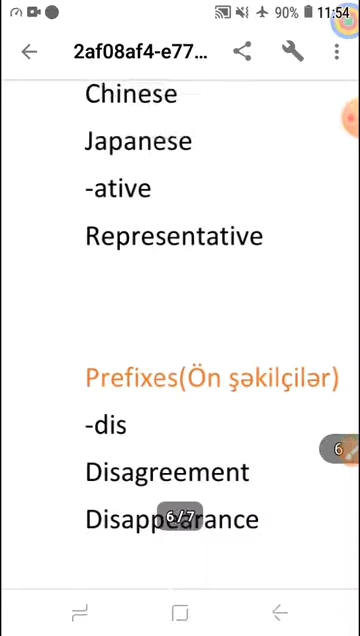 90% 11:54
2af08af4-e77...
Chinese
Japanese
-ative
Representative
Prefixes(Ön şəkilçilər)
-dis
6
Disagreement
Disappearance
6/7